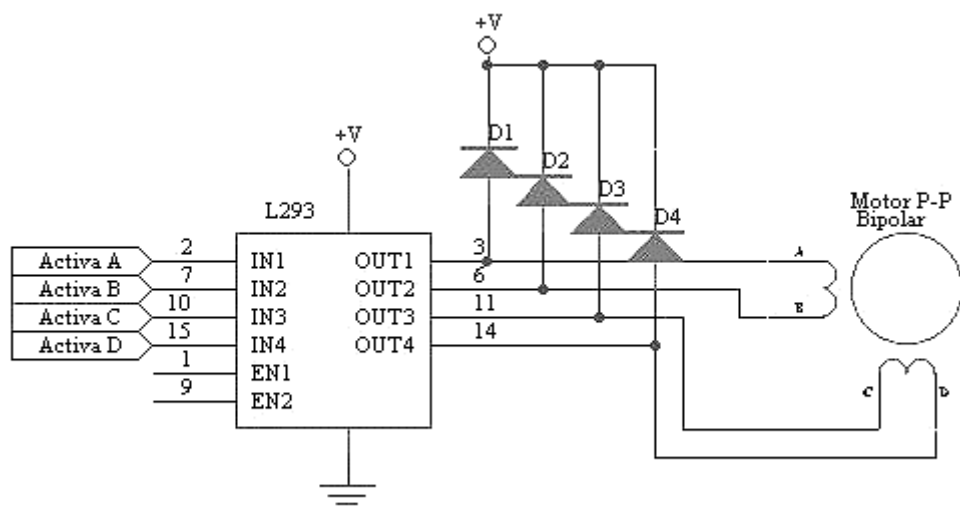 +V
+V
D1
D2
D3
D4
Motor P-P
Bipolar
L293
Activa A
2
IN1
OUT1
3
A
Activa B
7
IN2
OUT2
6
B
Activa C
10
IN3
OUT3
11
Activa D
15
IN4
OUT4
14
1
EN1
9
EN2
C
D